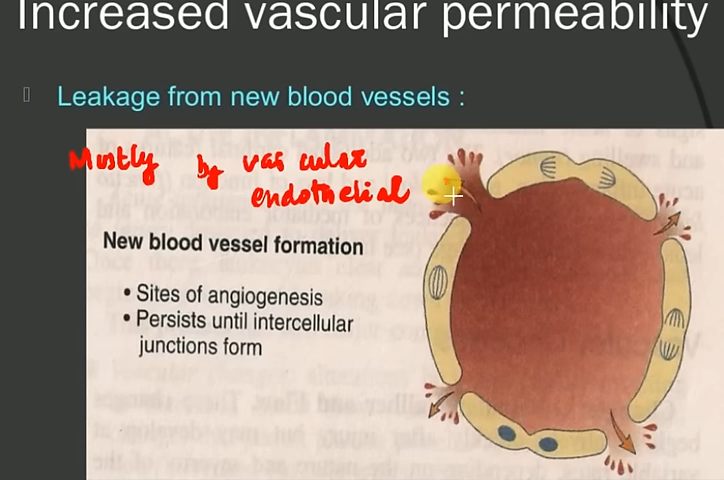 Increased vascular permeability
Leakage from new blood vessels :
Mostly by vascular
endothelial
New blood vessel formation
• Sites of angiogenesis
• Persists until intercellular
junctions form